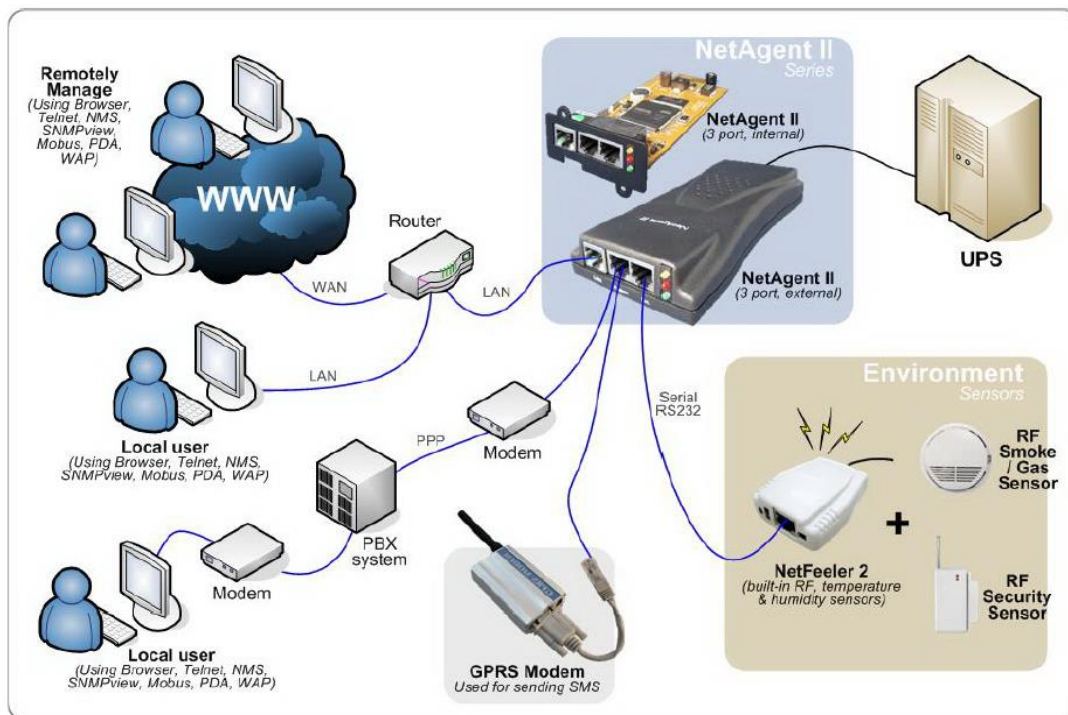 NetAgent II
Series
Remotely
Manage
(Using Browser,
Telnet, NMS,
SNMPview,
Mobus, PDA,
WAP)
WWW
NetAgent II
(3 port, internal)
Router
WAN
LAN
NetAgent II
(3 port, external)
UPS
LAN
Local user
(Using Browser, Telnet, NMS,
SNMPview, Mobus, PDA, WAP)
PPP
Modem
Serial
RS232
Environment
Sensors
RF
Smoke
/ Gas
Sensor
+
PBX
system
Modem
NetFeeler 2
(built-in RF, temperature
& humidity sensors)
RF
Security
Sensor
Local user
(Using Browser, Telnet, NMS,
SNMPview, Mobus, PDA, WAP)
GPRS Modem
Used for sending SMS